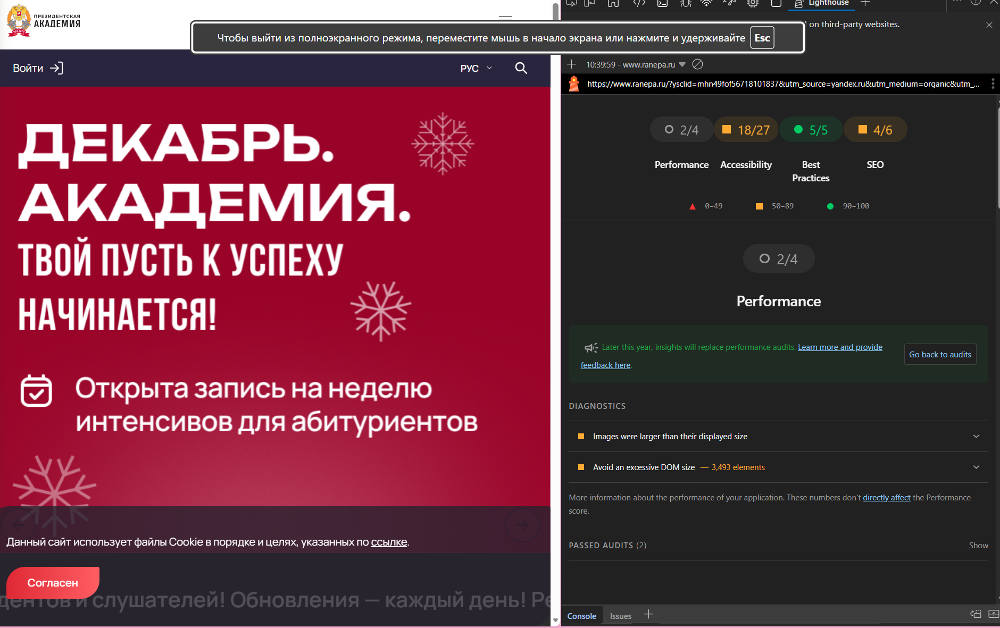 ПРЕЗИДЕНТСКАЯ
АКАДЕМИЯ
Чтобы выйти из полноэкранного режима, переместите мышь в начало экрана или нажмите и удерживайте Esc
Войти
РУС
ДЕКАБРЬ.
АКАДЕМИЯ.
ТВОЙ ПУСТЬ К УСПЕХУ
НАЧИНАЕТСЯ!
Открыта запись на неделю
интенсивов для абитуриентов
Данный сайт использует файлы Cookie в порядке и целях, указанных по ссылке.
Согласен
дентов и слушателей! Обновления — каждый день! Ре
Lighthouse
on third-party websites.
10:39:59 - www.ranepa.ru
https://www.ranepa.ru/?ysclid=mhn49fof56718101837&utm_source=yandex.ru&utm_medium=organic&utm_...
2/4 18/27 5/5 4/6
Performance Accessibility Best Practices SEO
0–49 50–89 90–100
2/4
Performance
Later this year, insights will replace performance audits. Learn more and provide
feedback here.
Go back to audits
DIAGNOSTICS
Images were larger than their displayed size
Avoid an excessive DOM size — 3,493 elements
More information about the performance of your application. These numbers don't directly affect the Performance
score.
PASSED AUDITS (2) Show
Console Issues